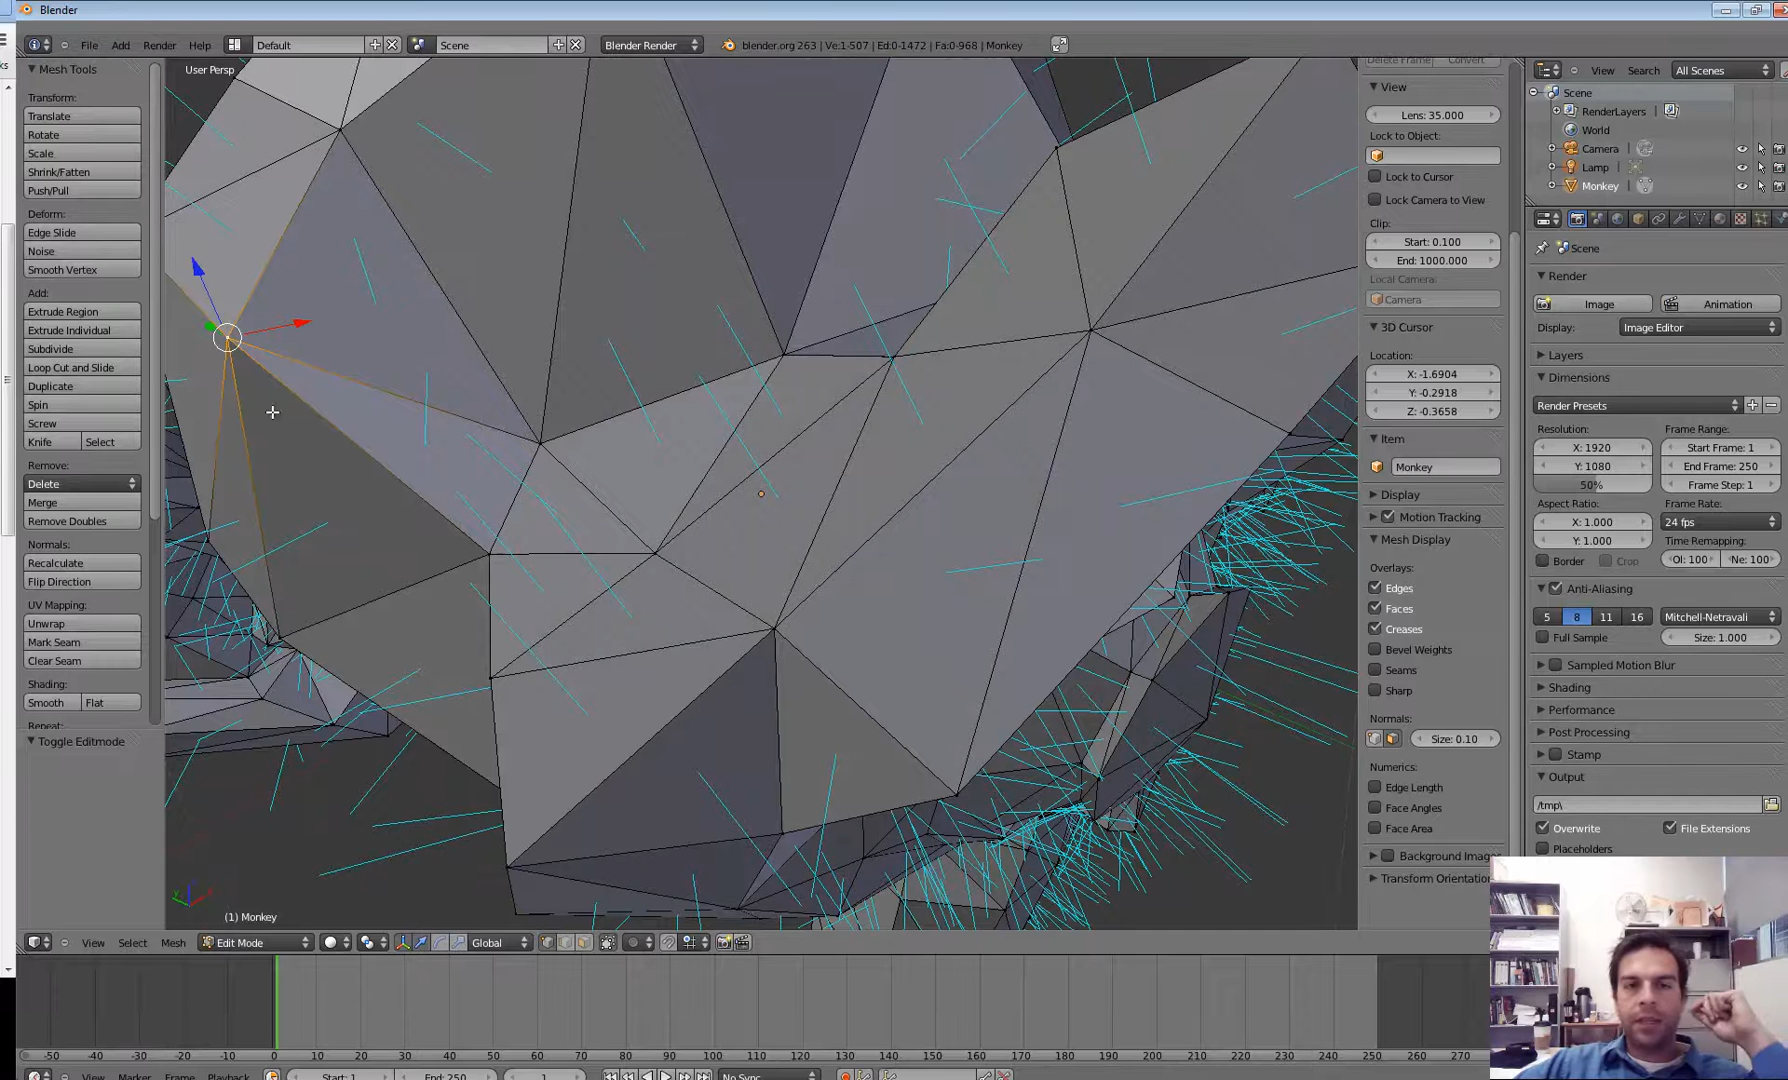 Blender
File Add Render Help Default Scene Blender Render blender.org 263 | Ve:1-507 | Ed:0-1472 | Fa:0-968 | Monkey
Mesh Tools
Transform:
Translate
Rotate
Scale
Shrink/Fatten
Push/Pull
Deform:
Edge Slide
Noise
Smooth Vertex
Add:
Extrude Region
Extrude Individual
Subdivide
Loop Cut and Slide
Duplicate
Spin
Screw
Knife Select
Remove:
Delete
Merge
Remove Doubles
Normals:
Recalculate
Flip Direction
UV Mapping:
Unwrap
Mark Seam
Clear Seam
Shading:
Smooth Flat
Repeat:
Toggle Editmode
User Persp
(1) Monkey
Delete Frame Convert
View
Lens: 35.000
Lock to Object:
Lock to Cursor
Lock Camera to View
Clip:
Start: 0.100
End: 1000.000
Local Camera:
Camera
3D Cursor
Location:
X: -1.6904
Y: -0.2918
Z: -0.3658
Item
Monkey
Display
Motion Tracking
Mesh Display
Overlays:
Edges
Faces
Creases
Bevel Weights
Seams
Sharp
Normals:
Size: 0.10
Numerics:
Edge Length
Face Angles
Face Area
Background Images
Transform Orientatio
View Search All Scenes
Scene
RenderLayers
World
Camera
Lamp
Monkey
Scene
Render
Image Animation
Display: Image Editor
Layers
Dimensions
Render Presets
Resolution: Frame Range:
X: 1920 Start Frame: 1
Y: 1080 End Frame: 250
50% Frame Step: 1
Aspect Ratio: Frame Rate:
X: 1.000 24 fps
Y: 1.000 Time Remapping:
Border Crop Ol: 100 Ne: 100
Anti-Aliasing
5 8 11 16 Mitchell-Netravali
Full Sample Size: 1.000
Sampled Motion Blur
Shading
Performance
Post Processing
Stamp
Output
/tmp\
Overwrite File Extensions
Placeholders
View Select Mesh Edit Mode Global
-50 -40 -30 -20 -10 0 10 20 30 40 50 60 70 80 90 100 110 120 130 140 150 160 170 180 190 200 210 220 230 240 250 260 270
View Marker Frame Playback Start: 1 End: 250 1 No Sync